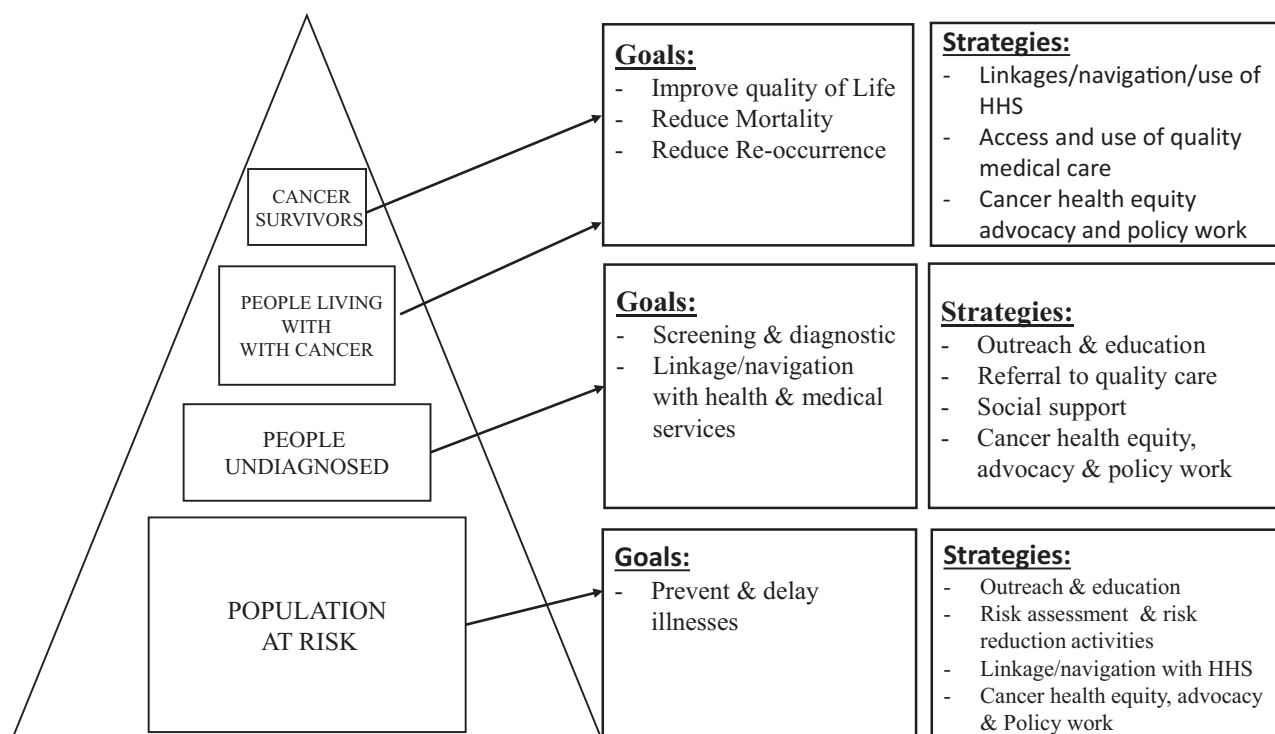 CANCER
SURVIVORS
PEOPLE LIVING
WITH
WITH CANCER
PEOPLE
UNDIAGNOSED
POPULATION
AT RISK
Goals:
- Improve quality of Life
- Reduce Mortality
- Reduce Re-occurrence
Strategies:
- Linkages/navigation/use of
HHS
- Access and use of quality
medical care
- Cancer health equity
advocacy and policy work
Goals:
- Screening & diagnostic
- Linkage/navigation
with health & medical
services
Strategies:
- Outreach & education
- Referral to quality care
- Social support
- Cancer health equity,
advocacy & policy work
Goals:
- Prevent & delay
illnesses
Strategies:
- Outreach & education
- Risk assessment & risk
reduction activities
- Linkage/navigation with HHS
- Cancer health equity, advocacy
& Policy work